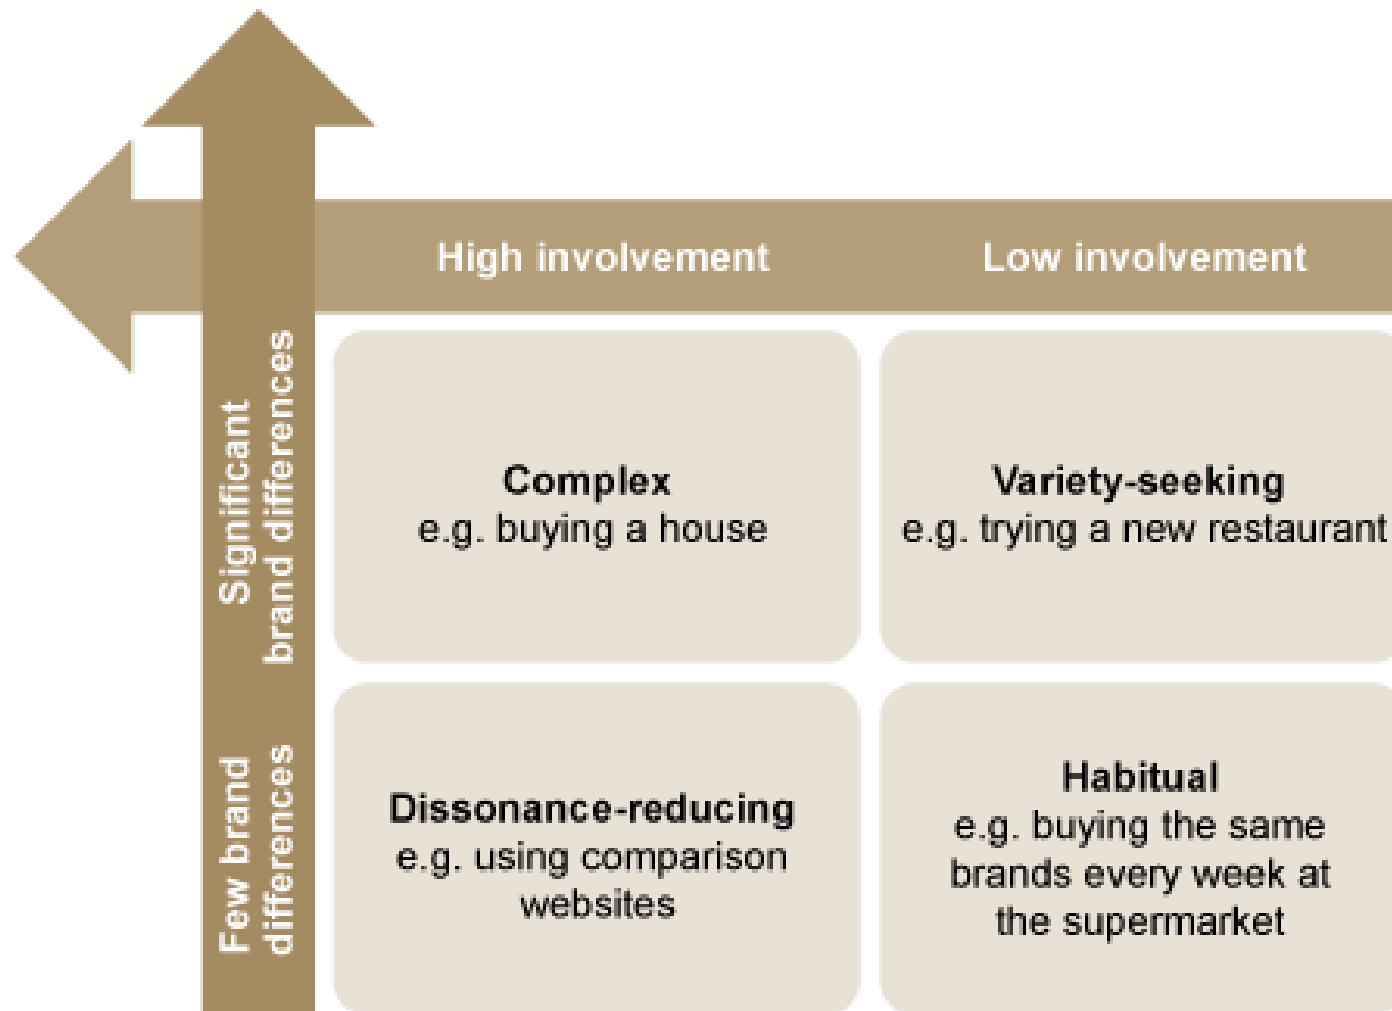 High involvement
Low involvement
Significant
brand differences
Complex
e.g. buying a house
Variety-seeking
e.g. trying a new restaurant
Few brand
differences
Dissonance-reducing
e.g. using comparison
websites
Habitual
e.g. buying the same
brands every week at
the supermarket